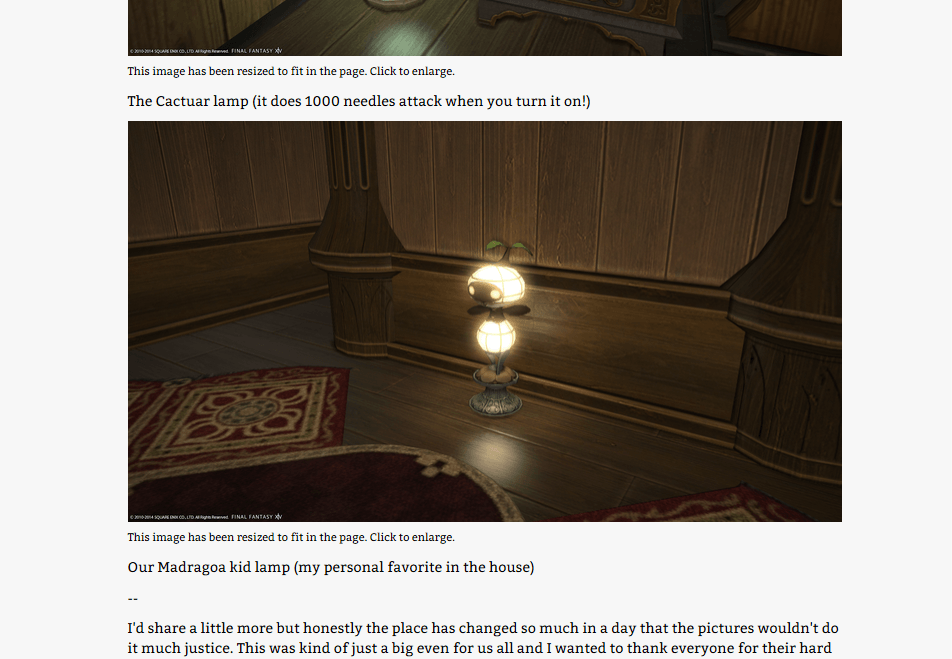 © 2010-2014 SQUARE ENIX CO., LTD. All Rights Reserved. FINAL FANTASY XIV
This image has been resized to fit in the page. Click to enlarge.
The Cactuar lamp (it does 1000 needles attack when you turn it on!)
© 2010-2014 SQUARE ENIX CO., LTD. All Rights Reserved. FINAL FANTASY XIV
This image has been resized to fit in the page. Click to enlarge.
Our Madragoa kid lamp (my personal favorite in the house)
--
I'd share a little more but honestly the place has changed so much in a day that the pictures wouldn't do
it much justice. This was kind of just a big even for us all and I wanted to thank everyone for their hard